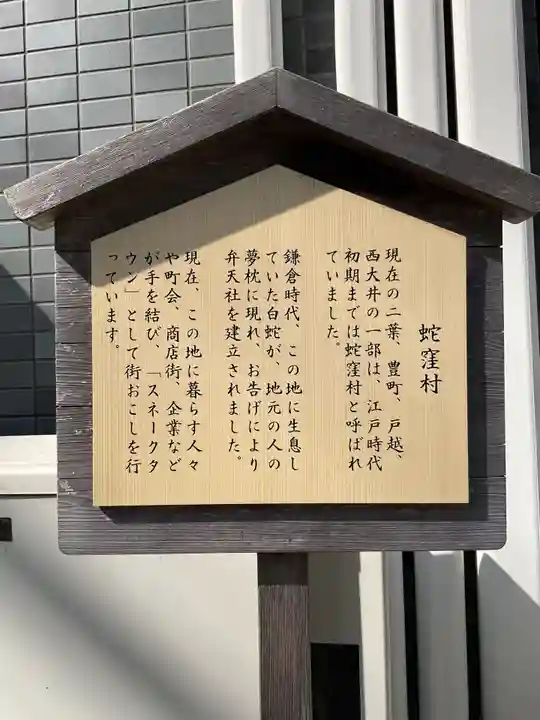 蛇窪村
現在の二葉、豊町、戸越、
西大井の一部は、江戸時代
初期までは蛇窪村と呼ばれ
ていました。
鎌倉時代、この地に生息し
ていた白蛇が、地元の人の
夢枕に現れ、お告げにより
弁天社を建立されました。
現在、この地に暮らす人々
や町会、商店街、企業など
が手を結び、「スネークタ
ウン」として街おこしを行
っています。